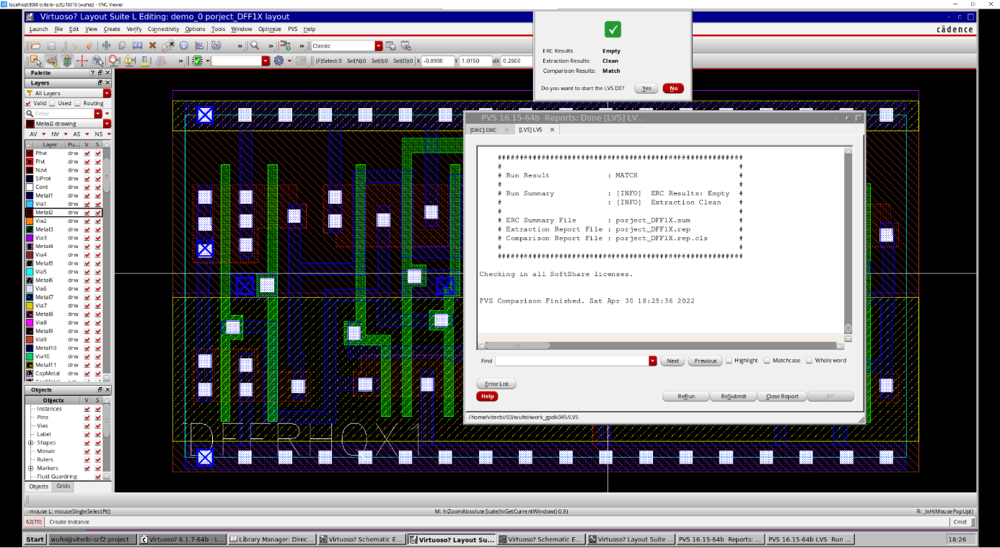 localhost:8000 (viterbi-scf2:10010 (wufei)) - VNC Viewer
Virtuoso? Layout Suite L Editing: demo_0 porject_DFF1X layout
Launch File Edit View Create Verify Connectivity Options Tools Window Optimize PVS Help
cādence
Classic
(F)Select:0 Sel(N):0 Sel(I):0 Sel(O):0 X -0.8900 Y 1.0150 dX 0.2600
Palette
Layers
All Layers
Valid Used Routing
Filter
Metal2 drawing
AV NV AS NS
Layer Pu... V S
Phvt drw
Plvt drw
Nzvt drw
SiProt drw
Cont drw
Metal1 drw
Via1 drw
Metal2 drw
Via2 drw
Metal3 drw
Via3 drw
Metal4 drw
Via4 drw
Metal5 drw
Via5 drw
Metal6 drw
Via6 drw
Metal7 drw
Via7 drw
Metal8 drw
Via8 drw
Metal9 drw
Via9 drw
Metal10 drw
Via10 drw
Metal11 drw
CapMetal drw
Objects
Objects V S
Instances
Pins
Vias
Label
Shapes
Mosaic
Rulers
Markers
Fluid Guardring
Objects Grids
ERC Results Empty
Extraction Results: Clean
Comparison Results: Match
Do you want to start the LVS DE? Yes No
PVS 16.15-64b Reports: Done [LVS] LV...
[DRC] DRC [LVS] LVS
#########################################################
# #
# Run Result : MATCH #
# #
# Run Summary : [INFO] ERC Results: Empty #
# : [INFO] Extraction Clean #
# #
# ERC Summary File : porject_DFF1X.sum #
# Extraction Report File : porject_DFF1X.rep #
# Comparison Report File : porject_DFF1X.rep.cls #
# #
#########################################################
Checking in all SoftShare licenses.
PVS Comparison Finished. Sat Apr 30 18:25:36 2022
Find Next Previous Highlight Matchcase Whole word
Error List
Help ReRun ReSubmit Close Report Kill
/home/viterbi/03/wufei/work_gpdk045/LVS
mouse L: mouseSingleSelectPt() M: hiZoomAbsoluteScale(hiGetCurrentWindow() 0.9) R: _lxHiMousePopUp()
62(70) Create Instance Cmd:
Start wufei@viterbi-scf2:project Virtuoso? 6.1.7-64b - L... Library Manager: Direc... Virtuoso? Schematic E... Virtuoso? Layout Su... Virtuoso? Schematic E... Virtuoso? Layout Suite ... PVS 16.15-64b Reports: ... PVS 16.15-64b LVS Run ... 18:26